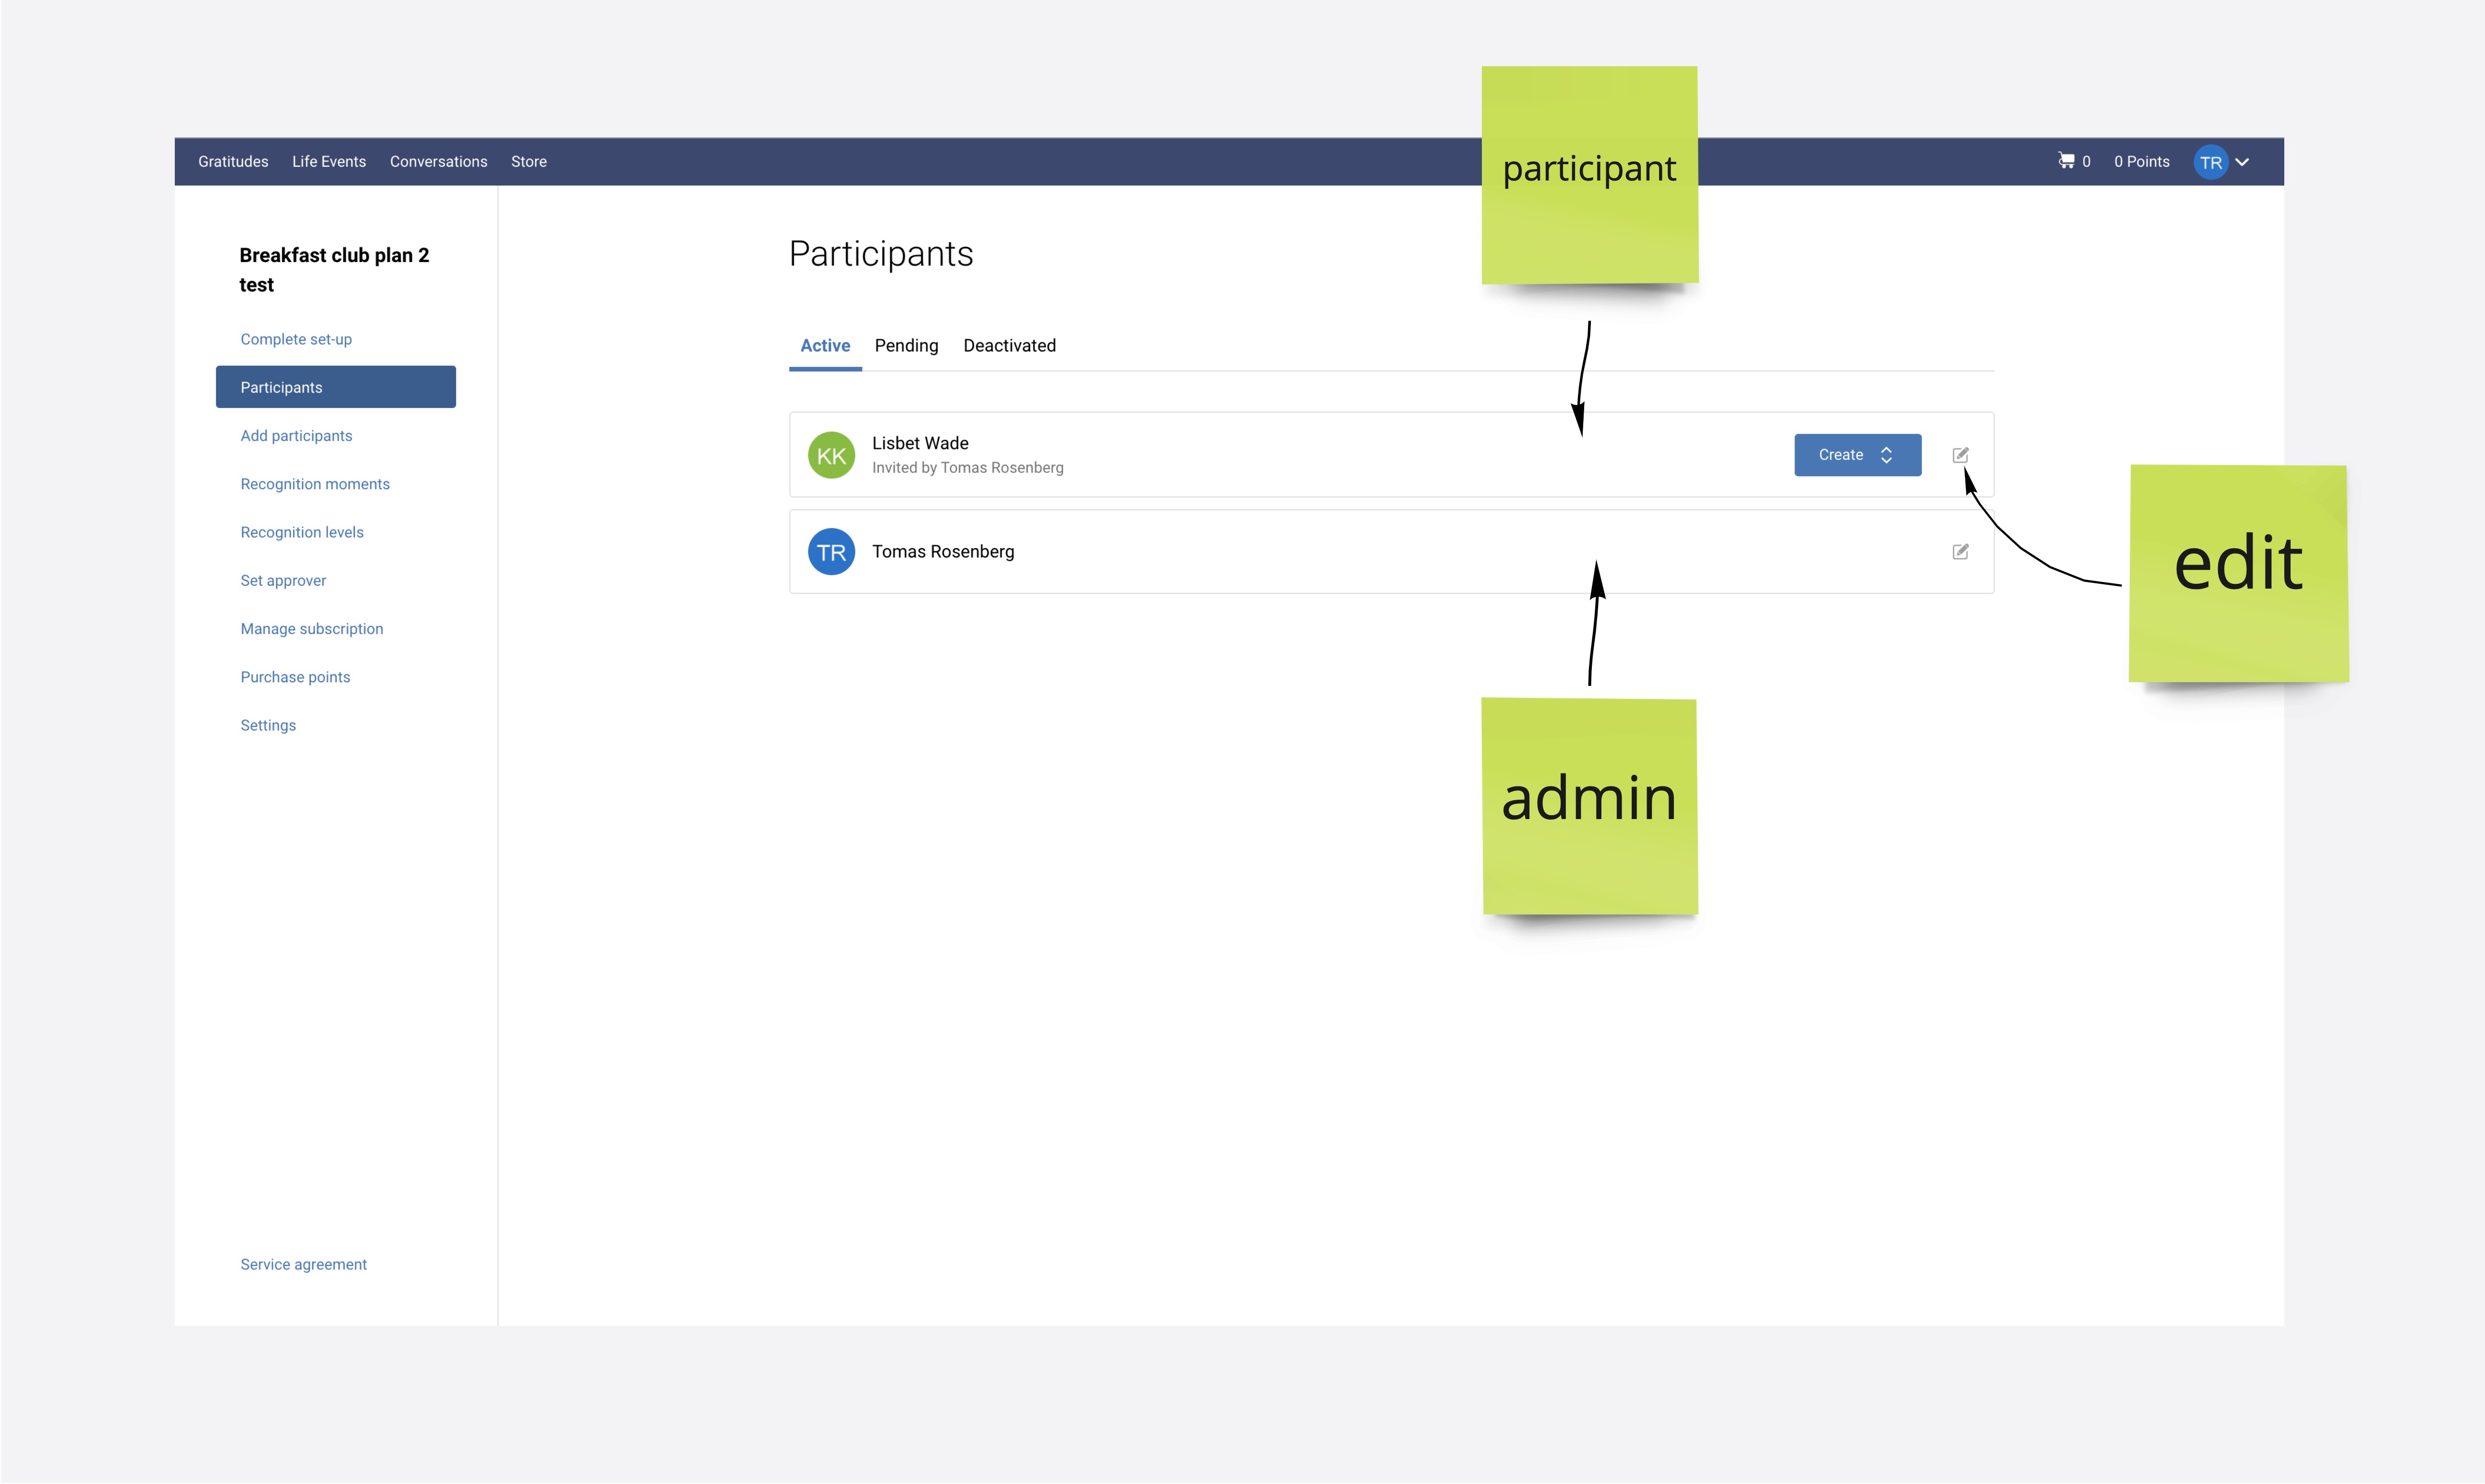 participant
Gratitudes Life Events Conversations Store
0 0 Points TR
Breakfast club plan 2
test
Complete set-up
Participants
Add participants
Recognition moments
Recognition levels
Set approver
Manage subscription
Purchase points
Settings
Service agreement
Participants
Active Pending Deactivated
KK
Lisbet Wade
Invited by Tomas Rosenberg
Create
TR
Tomas Rosenberg
edit
admin